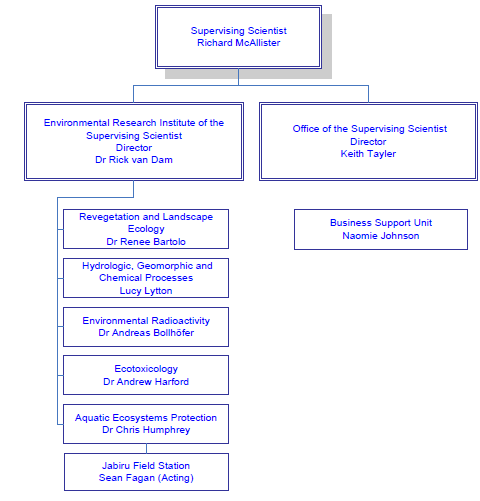 Supervising Scientist
Richard McAllister
Environmental Research Institute of the
Supervising Scientist
Director
Dr Rick van Dam
Office of the Supervising Scientist
Director
Keith Tayler
Revegetation and Landscape
Ecology
Dr Renee Bartolo
Business Support Unit
Naomie Johnson
Hydrologic, Geomorphic and
Chemical Processes
Lucy Lytton
Environmental Radioactivity
Dr Andreas Bollhöfer
Ecotoxicology
Dr Andrew Harford
Aquatic Ecosystems Protection
Dr Chris Humphrey
Jabiru Field Station
Sean Fagan (Acting)